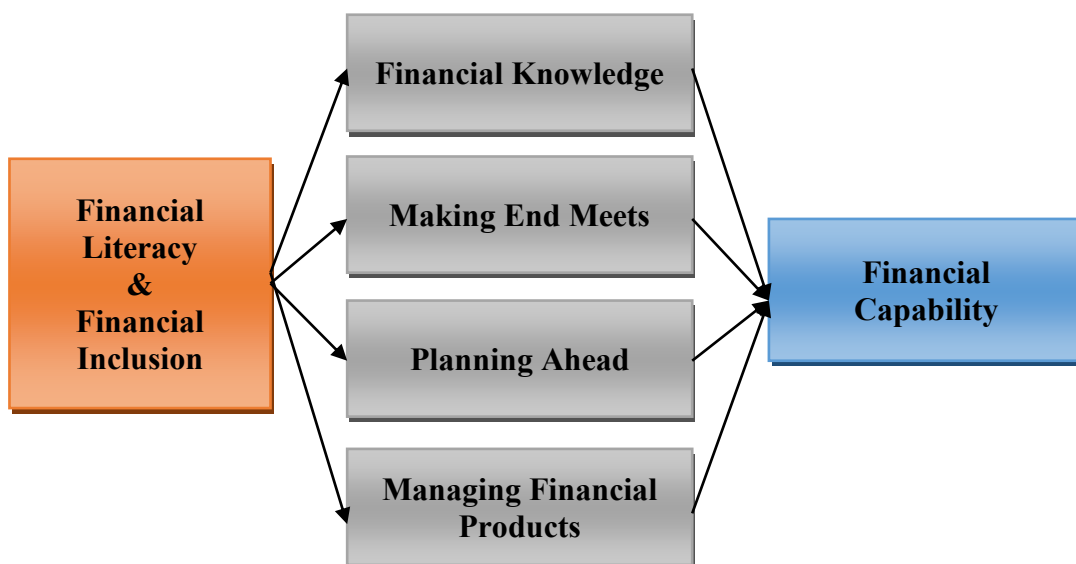 Financial
Literacy
&
Financial
Inclusion
Financial Knowledge
Making End Meets
Planning Ahead
Managing Financial
Products
Financial
Capability